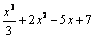 x³/3 + 2x² − 5x + 7